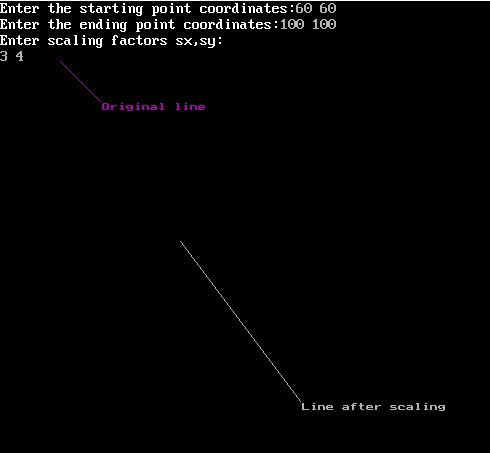 Enter the starting point coordinates:60 60
Enter the ending point coordinates:100 100
Enter scaling factors sx,sy:
3 4
Original line
Line after scaling